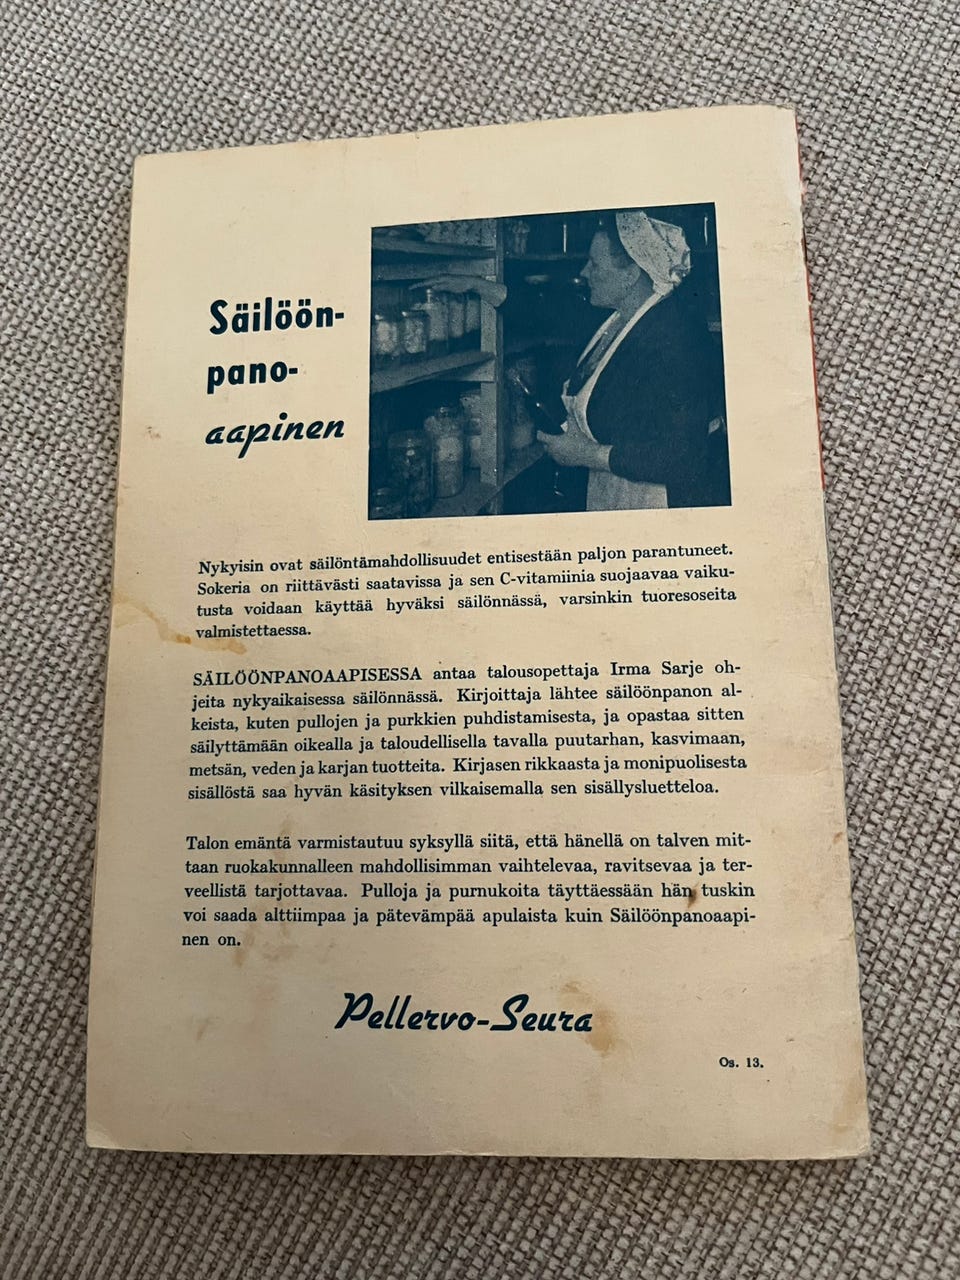 Säilöön-
pano-
aapinen
Nykyisin ovat säilöntämahdollisuudet entisestään paljon parantuneet.
Sokeria on riittävästi saatavissa ja sen C-vitamiinia suojaavaa vaiku-
tusta voidaan käyttää hyväksi säilönnässä, varsinkin tuoresoseita
valmistettaessa.
SÄILÖÖNPANOAAPISESSA antaa talousopettaja Irma Sarje oh-
jeita nykyaikaisessa säilönnässä. Kirjoittaja lähtee säilöönpanon al-
keista, kuten pullojen ja purkkien puhdistamisesta, ja opastaa sitten
säilyttämään oikealla ja taloudellisella tavalla puutarhan, kasvimaan,
metsän, veden ja karjan tuotteita. Kirjasen rikkaasta ja monipuolisesta
sisällöstä saa hyvän käsityksen vilkaisemalla sen sisällysluetteloa.
Talon emäntä varmistautuu syksyllä siitä, että hänellä on talven mit-
taan ruokakunnalleen mahdollisimman vaihtelevaa, ravitsevaa ja ter-
veellistä tarjottavaa. Pulloja ja purnukoita täyttäessään hän tuskin
voi saada alttiimpaa ja pätevämpää apulaista kuin Säilöönpanoaapi-
nen on.
Pellervo-Seura
Os. 13.